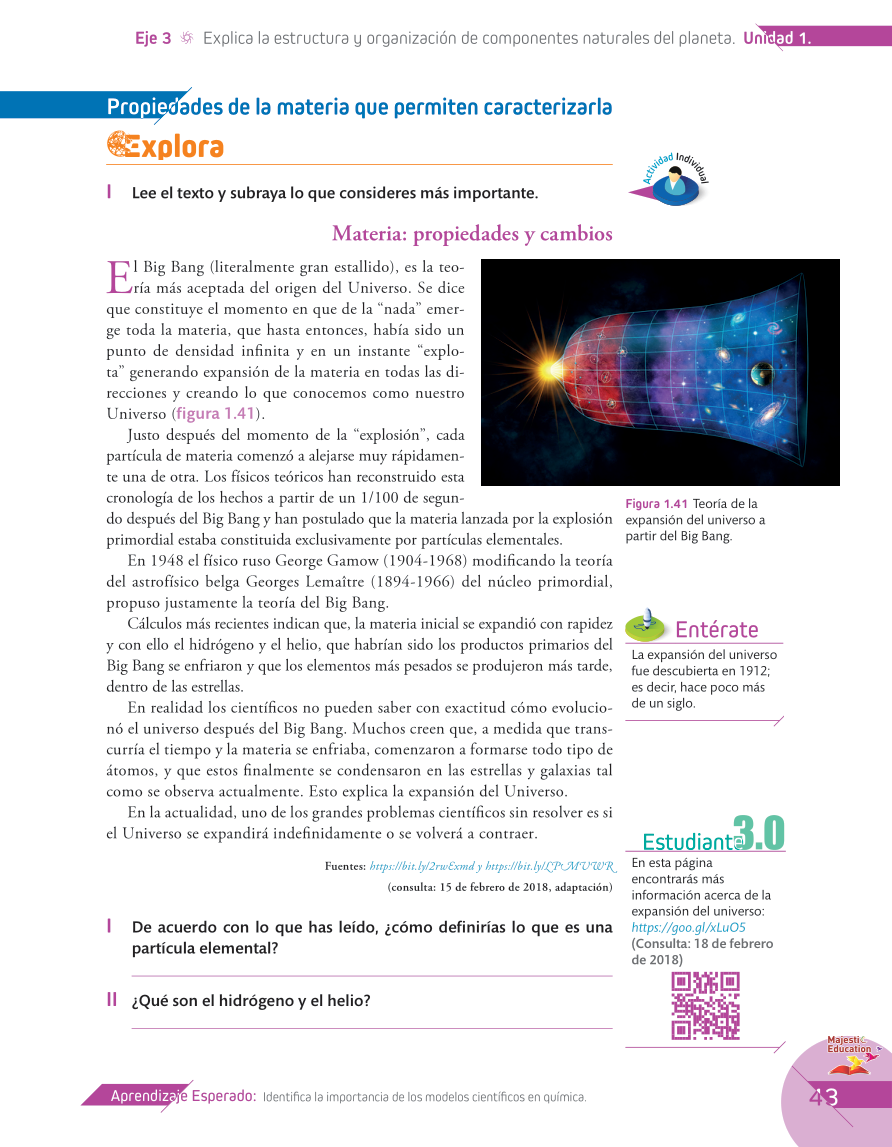 Eje 3 Explica la estructura y organización de componentes naturales del planeta. Unidad 1.
Propiedades de la materia que permiten caracterizarla
Explora
I Lee el texto y subraya lo que consideres más importante.
Actividad Individual
Materia: propiedades y cambios
El Big Bang (literalmente gran estallido), es la teo-
ría más aceptada del origen del Universo. Se dice
que constituye el momento en que de la “nada” emer-
ge toda la materia, que hasta entonces, había sido un
punto de densidad infinita y en un instante “explo-
ta” generando expansión de la materia en todas las di-
recciones y creando lo que conocemos como nuestro
Universo (figura 1.41).
Justo después del momento de la “explosión”, cada
partícula de materia comenzó a alejarse muy rápidamen-
te una de otra. Los físicos teóricos han reconstruido esta
cronología de los hechos a partir de un 1/100 de segun-
do después del Big Bang y han postulado que la materia lanzada por la explosión
primordial estaba constituida exclusivamente por partículas elementales.
En 1948 el físico ruso George Gamow (1904-1968) modificando la teoría
del astrofísico belga Georges Lemaître (1894-1966) del núcleo primordial,
propuso justamente la teoría del Big Bang.
Cálculos más recientes indican que, la materia inicial se expandió con rapidez
y con ello el hidrógeno y el helio, que habrían sido los productos primarios del
Big Bang se enfriaron y que los elementos más pesados se produjeron más tarde,
dentro de las estrellas.
En realidad los científicos no pueden saber con exactitud cómo evolucio-
nó el universo después del Big Bang. Muchos creen que, a medida que trans-
curría el tiempo y la materia se enfriaba, comenzaron a formarse todo tipo de
átomos, y que estos finalmente se condensaron en las estrellas y galaxias tal
como se observa actualmente. Esto explica la expansión del Universo.
En la actualidad, uno de los grandes problemas científicos sin resolver es si
el Universo se expandirá indefinidamente o se volverá a contraer.
Fuentes: https://bit.ly/2rwExmd y https://bit.ly/LPtMUWR
(consulta: 15 de febrero de 2018, adaptación)
Figura 1.41 Teoría de la
expansión del universo a
partir del Big Bang.
Entérate
La expansión del universo
fue descubierta en 1912;
es decir, hace poco más
de un siglo.
Estudiante 3.0
En esta página
encontrarás más
información acerca de la
expansión del universo:
https://goo.gl/xLuO5
(Consulta: 18 de febrero
de 2018)
I De acuerdo con lo que has leído, ¿cómo definirías lo que es una
partícula elemental?
II ¿Qué son el hidrógeno y el helio?
Majestic
Education
Aprendizaje Esperado: Identifica la importancia de los modelos científicos en química.
43